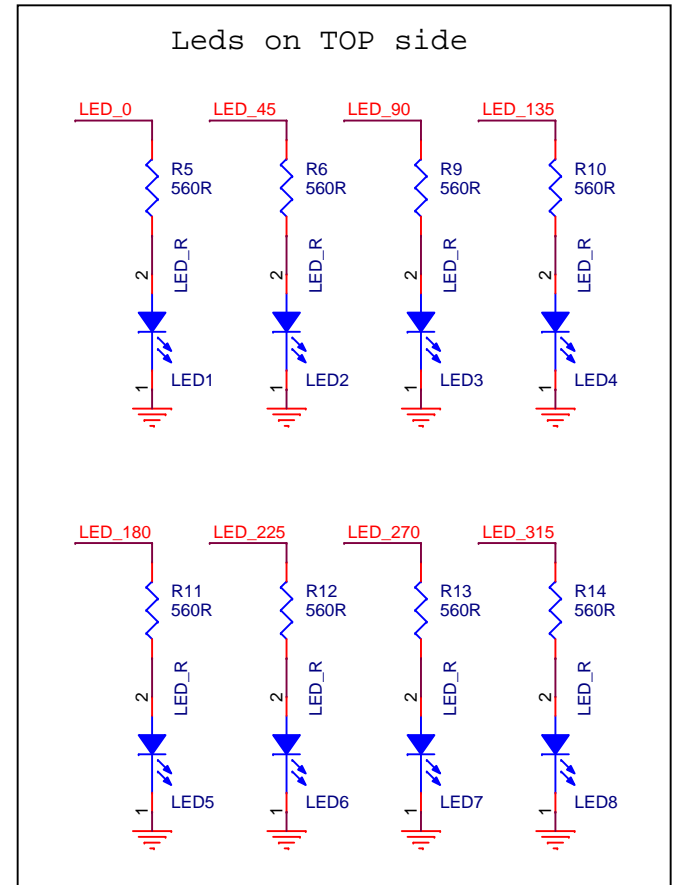 Leds on TOP side
LED_0 LED_45 LED_90 LED_135
R5 R6 R9 R10
560R 560R 560R 560R
LED_R LED_R LED_R LED_R
2 2 2 2
LED1 LED2 LED3 LED4
1 1 1 1
LED_180 LED_225 LED_270 LED_315
R11 R12 R13 R14
560R 560R 560R 560R
LED_R LED_R LED_R LED_R
2 2 2 2
LED5 LED6 LED7 LED8
1 1 1 1